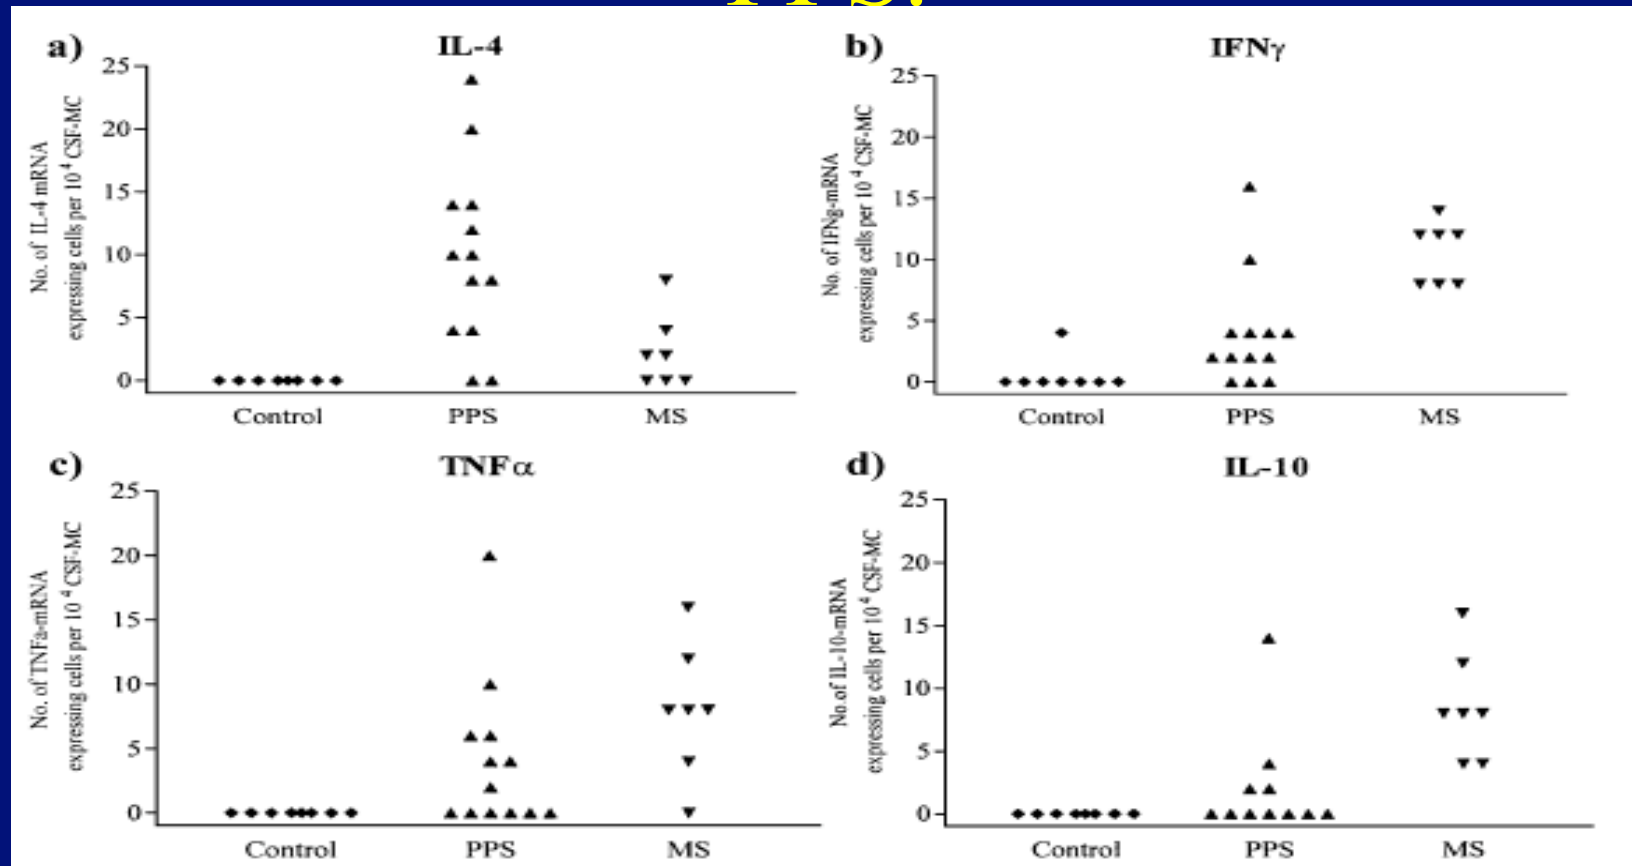 PPS.
a)
IL-4
No. of IL-4 mRNA
expressing cells per 10⁴ CSF-MC
25
20
15
10
5
0
Control PPS MS
b)
IFNγ
No. of IFNg-mRNA
expressing cells per 10⁴ CSF-MC
25
20
15
10
5
0
Control PPS MS
c)
TNFα
No. of TNFa-mRNA
expressing cells per 10⁴ CSF-MC
25
20
15
10
5
0
Control PPS MS
d)
IL-10
No.of IL-10-mRNA
expressing cells per 10⁴ CSF-MC
25
20
15
10
5
0
Control PPS MS